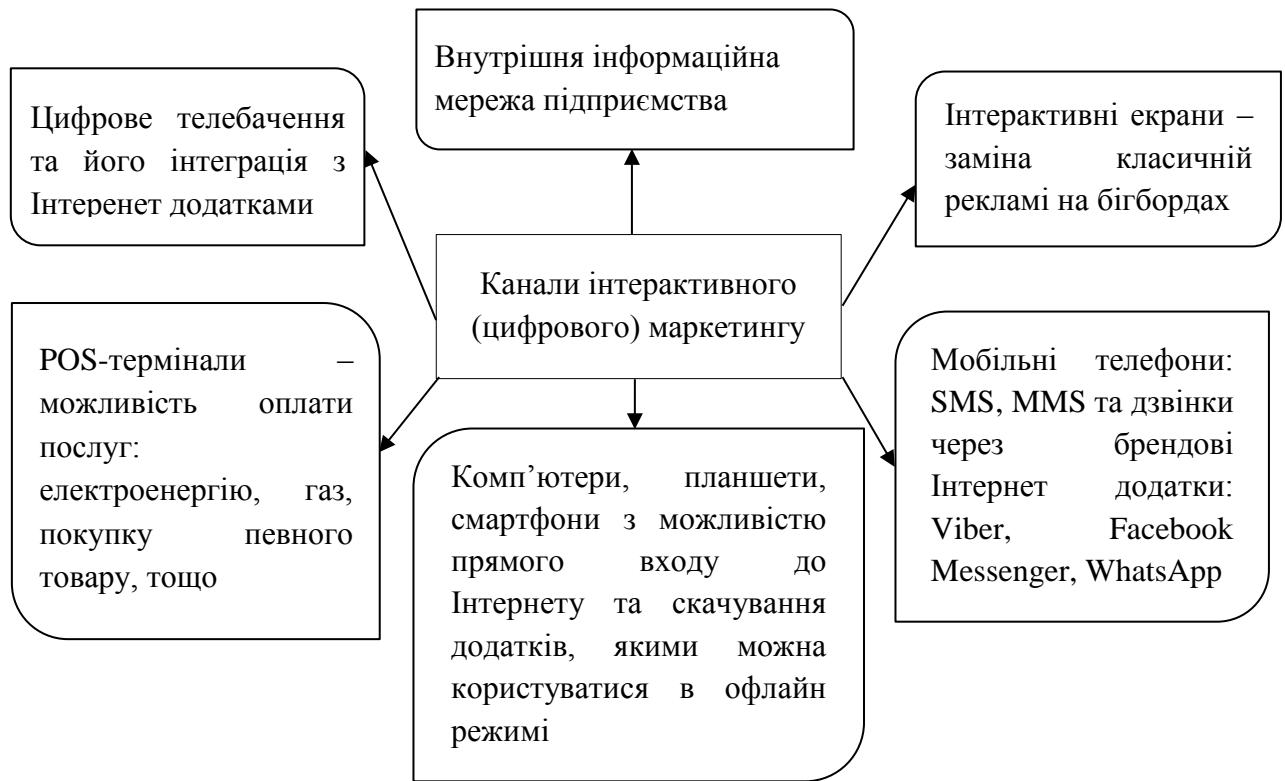 Внутрішня інформаційна
мережа підприємства
Цифрове телебачення
та його інтеграція з
Інтеренет додатками
Інтерактивні екрани –
заміна класичній
рекламі на бігбордах
Канали інтерактивного
(цифрового) маркетингу
POS-термінали –
можливість оплати
послуг:
електроенергію, газ,
покупку певного
товару, тощо
Комп’ютери, планшети,
смартфони з можливістю
прямого входу до
Інтернету та скачування
додатків, якими можна
користуватися в офлайн
режимі
Мобільні телефони:
SMS, MMS та дзвінки
через брендові
Інтернет додатки:
Viber, Facebook
Messenger, WhatsApp